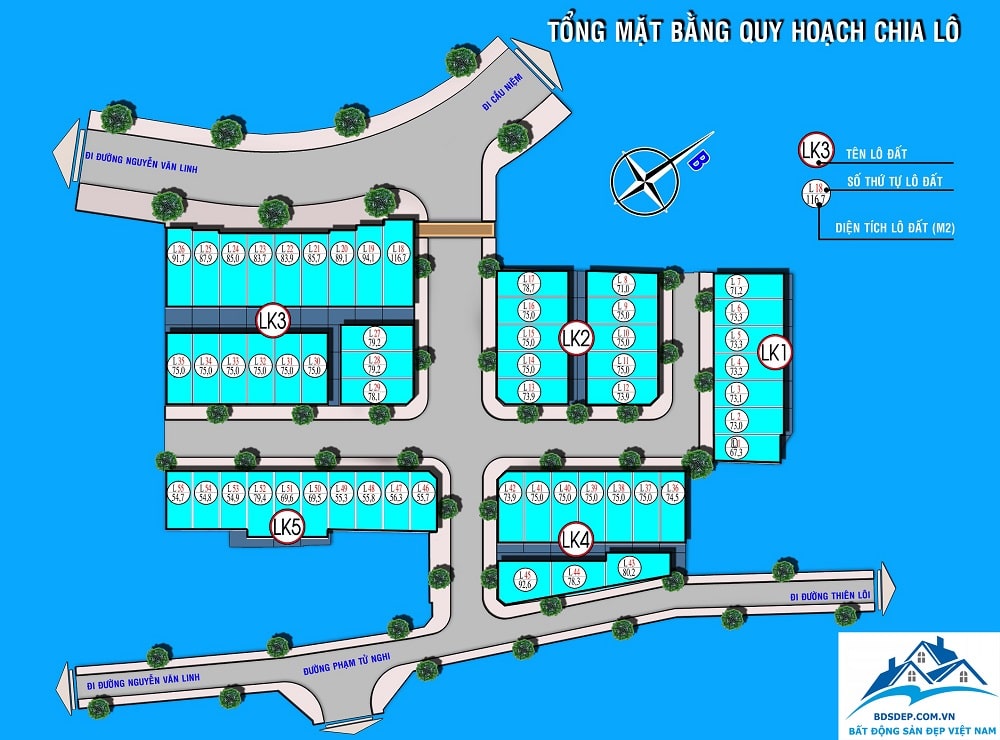 TỔNG MẶT BẰNG QUY HOẠCH CHIA LÔ
ĐI CẦU NIỆM
ĐI ĐƯỜNG NGUYỄN VĂN LINH
B
LK3
TÊN LÔ ĐẤT
L 18
116,7
SỐ THỨ TỰ LÔ ĐẤT
DIỆN TÍCH LÔ ĐẤT (M2)
L 26
91,7
L 25
87,9
L 24
85,0
L 23
83,7
L 22
83,9
L 21
85,7
L 20
89,1
L 19
94,1
L 18
116,7
LK3
L 27
79,2
L 28
79,2
L 29
78,1
L 35
75,0
L 34
75,0
L 33
75,0
L 32
75,0
L 31
75,0
L 30
75,0
L 17
78,7
L 16
75,0
L 15
75,0
L 14
75,0
L 13
73,9
LK2
L 8
71,0
L 9
75,0
L 10
75,0
L 11
75,0
L 12
73,9
L 7
71,2
L 6
73,3
L 5
73,3
L 4
73,2
L 3
73,1
L 2
73,0
67,3
LK1
L 55
54,7
L 54
54,8
L 53
54,9
L 52
79,4
L 51
69,6
L 50
69,5
L 49
55,3
L 48
55,8
L 47
56,3
L 46
55,7
LK5
L 42
73,9
L 41
75,0
L 40
75,0
L 39
75,0
L 38
75,0
L 37
75,0
L 36
74,5
LK4
L 45
92,6
L 44
78,3
L 43
80,2
ĐI ĐƯỜNG THIÊN LÔI
ĐƯỜNG PHẠM TỬ NGHI
ĐI ĐƯỜNG NGUYỄN VĂN LINH
BDSDEP.COM.VN
BẤT ĐỘNG SẢN ĐẸP VIỆT NAM